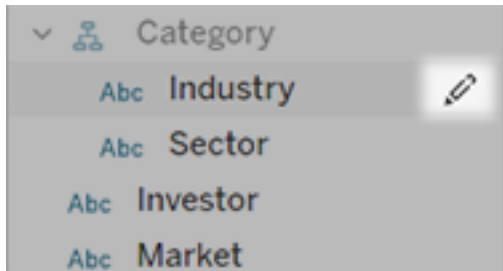 Category
Abc Industry
Abc Sector
Abc Investor
Abc Market